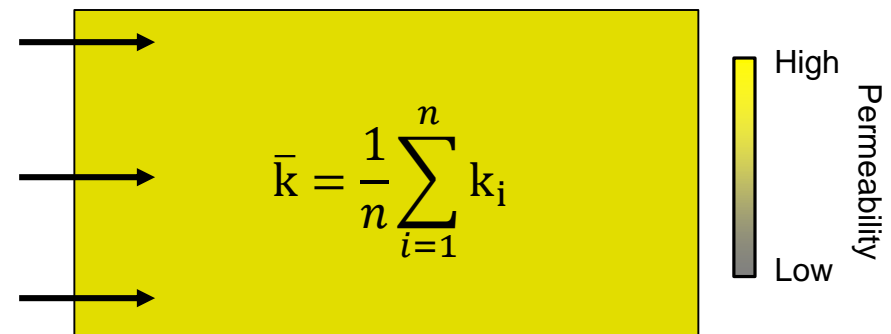 k̄ = 1/n ∑_{i=1}^{n} k_i
High
Permeability
Low